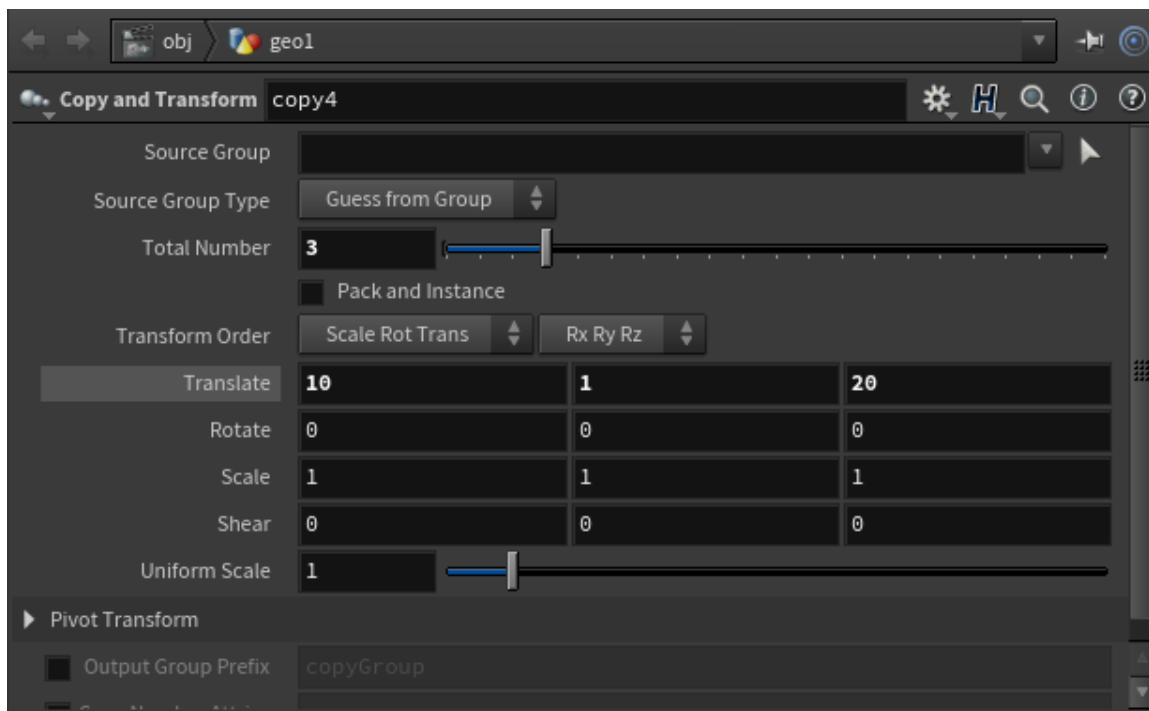 obj geo1
Copy and Transform copy4
Source Group
Source Group Type Guess from Group
Total Number 3
Pack and Instance
Transform Order Scale Rot Trans Rx Ry Rz
Translate 10 1 20
Rotate 0 0 0
Scale 1 1 1
Shear 0 0 0
Uniform Scale 1
Pivot Transform
Output Group Prefix copyGroup